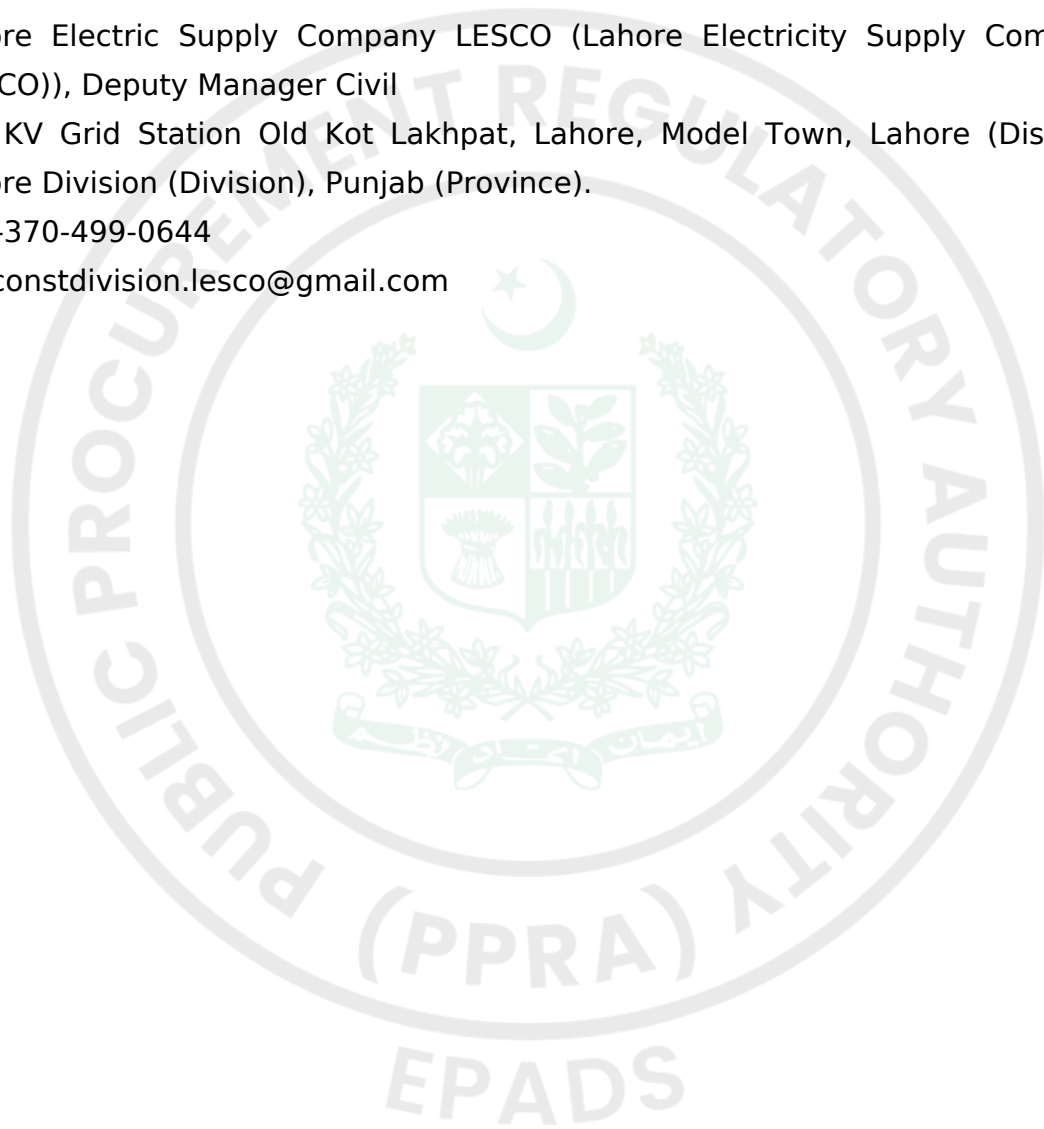 ore Electric Supply Company LESCO (Lahore Electricity Supply Com
CO)), Deputy Manager Civil
KV Grid Station Old Kot Lakhpat, Lahore, Model Town, Lahore (Dis
ore Division (Division), Punjab (Province).
-370-499-0644
constdivision.lesco@gmail.com
PUBLIC PROCUREMENT REGULATORY AUTHORITY
(PPRA)
EPADS